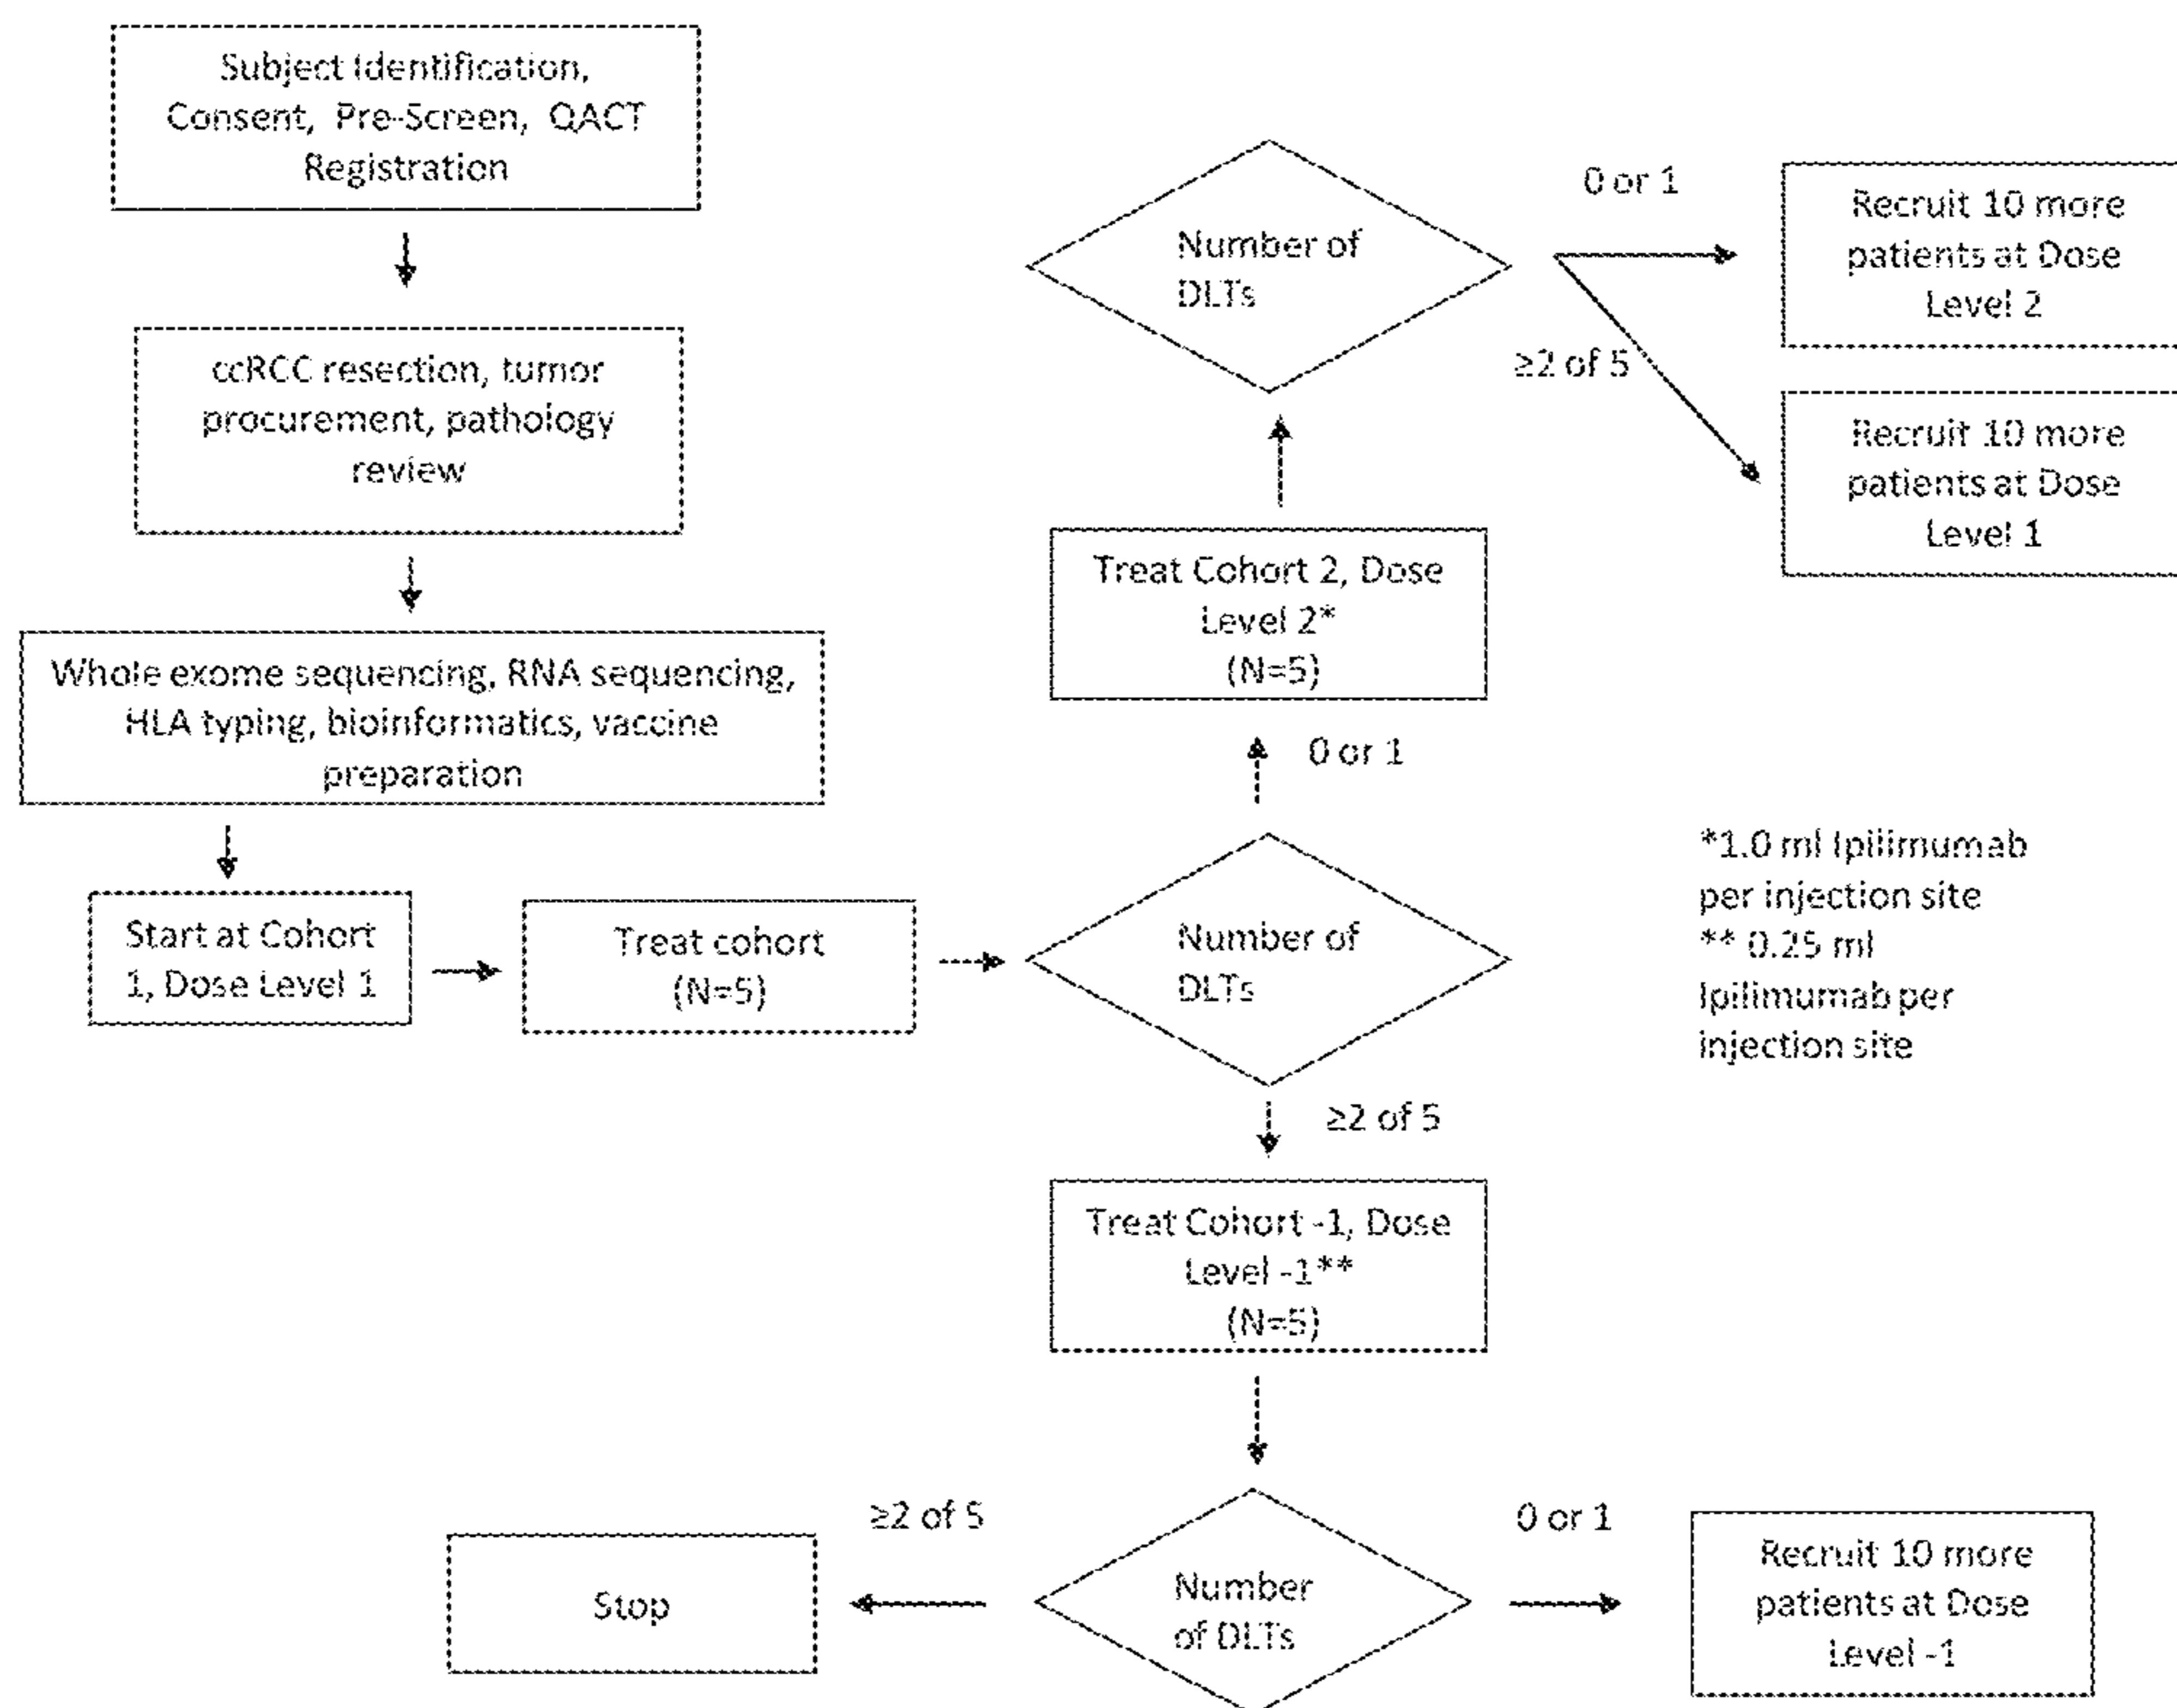 Subject Identification,
Consent, Pre-Screen, QACT
Registration
ccRCC resection, tumor
procurement, pathology
review
Whole exome sequencing, RNA sequencing,
HLA typing, bioinformatics, vaccine
preparation
Start at Cohort
1, Dose Level 1
Treat cohort
(N=5)
Number of
DLTs
0 or 1
Treat Cohort 2, Dose
Level 2*
(N=5)
Number of
DLTs
0 or 1
Recruit 10 more
patients at Dose
Level 2
≥2 of 5
Recruit 10 more
patients at Dose
Level 1
*1.0 ml Ipilimumab
per injection site
** 0.25 ml
Ipilimumab per
injection site
≥2 of 5
Treat Cohort -1, Dose
Level -1**
(N=5)
Number
of DLTs
≥2 of 5
Stop
0 or 1
Recruit 10 more
patients at Dose
Level -1